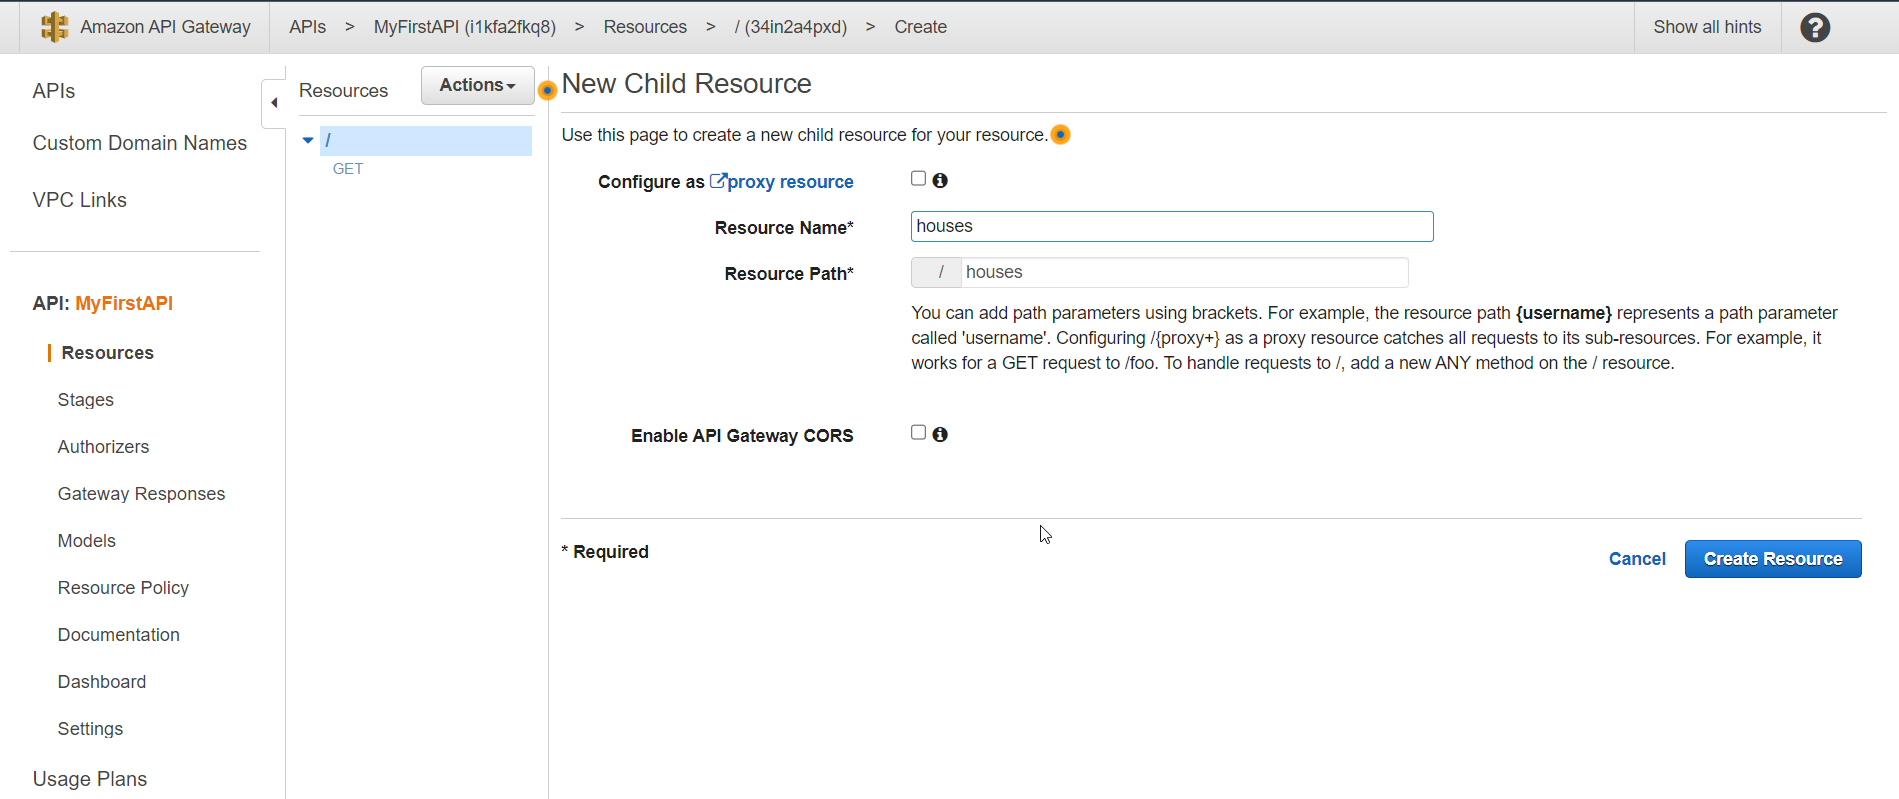 Amazon API Gateway
APIs > MyFirstAPI (i1kfa2fkq8) > Resources > / (34in2a4pxd) > Create
Show all hints
?
APIs
Custom Domain Names
VPC Links
API: MyFirstAPI
Resources
Stages
Authorizers
Gateway Responses
Models
Resource Policy
Documentation
Dashboard
Settings
Usage Plans
Resources
Actions
/
GET
New Child Resource
Use this page to create a new child resource for your resource.
Configure as proxy resource
Resource Name* houses
Resource Path* / houses
You can add path parameters using brackets. For example, the resource path {username} represents a path parameter
called 'username'. Configuring /{proxy+} as a proxy resource catches all requests to its sub-resources. For example, it
works for a GET request to /foo. To handle requests to /, add a new ANY method on the / resource.
Enable API Gateway CORS
* Required
Cancel
Create Resource